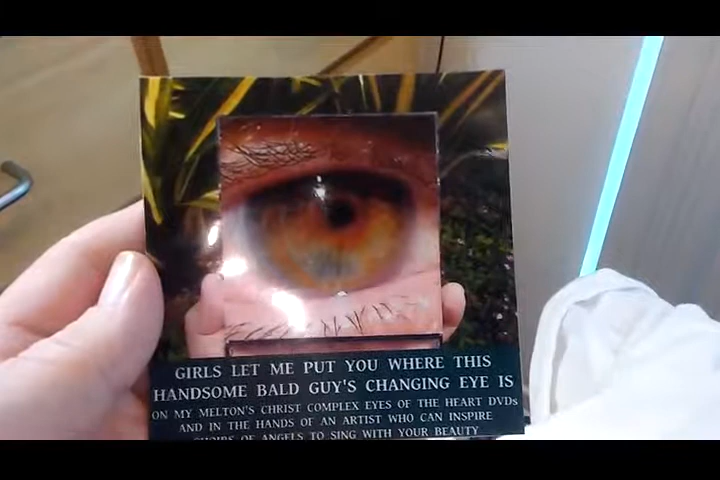 GIRLS LET ME PUT YOU WHERE THIS
HANDSOME BALD GUY'S CHANGING EYE IS
ON MY MELTON'S CHRIST COMPLEX EYES OF THE HEART DVDs
AND IN THE HANDS OF AN ARTIST WHO CAN INSPIRE
CHOIRS OF ANGELS TO SING WITH YOUR BEAUTY